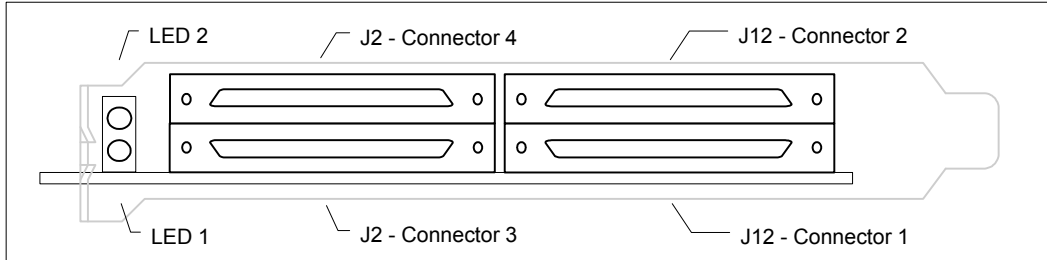 LED 2
J2 - Connector 4
J12 - Connector 2
LED 1
J2 - Connector 3
J12 - Connector 1